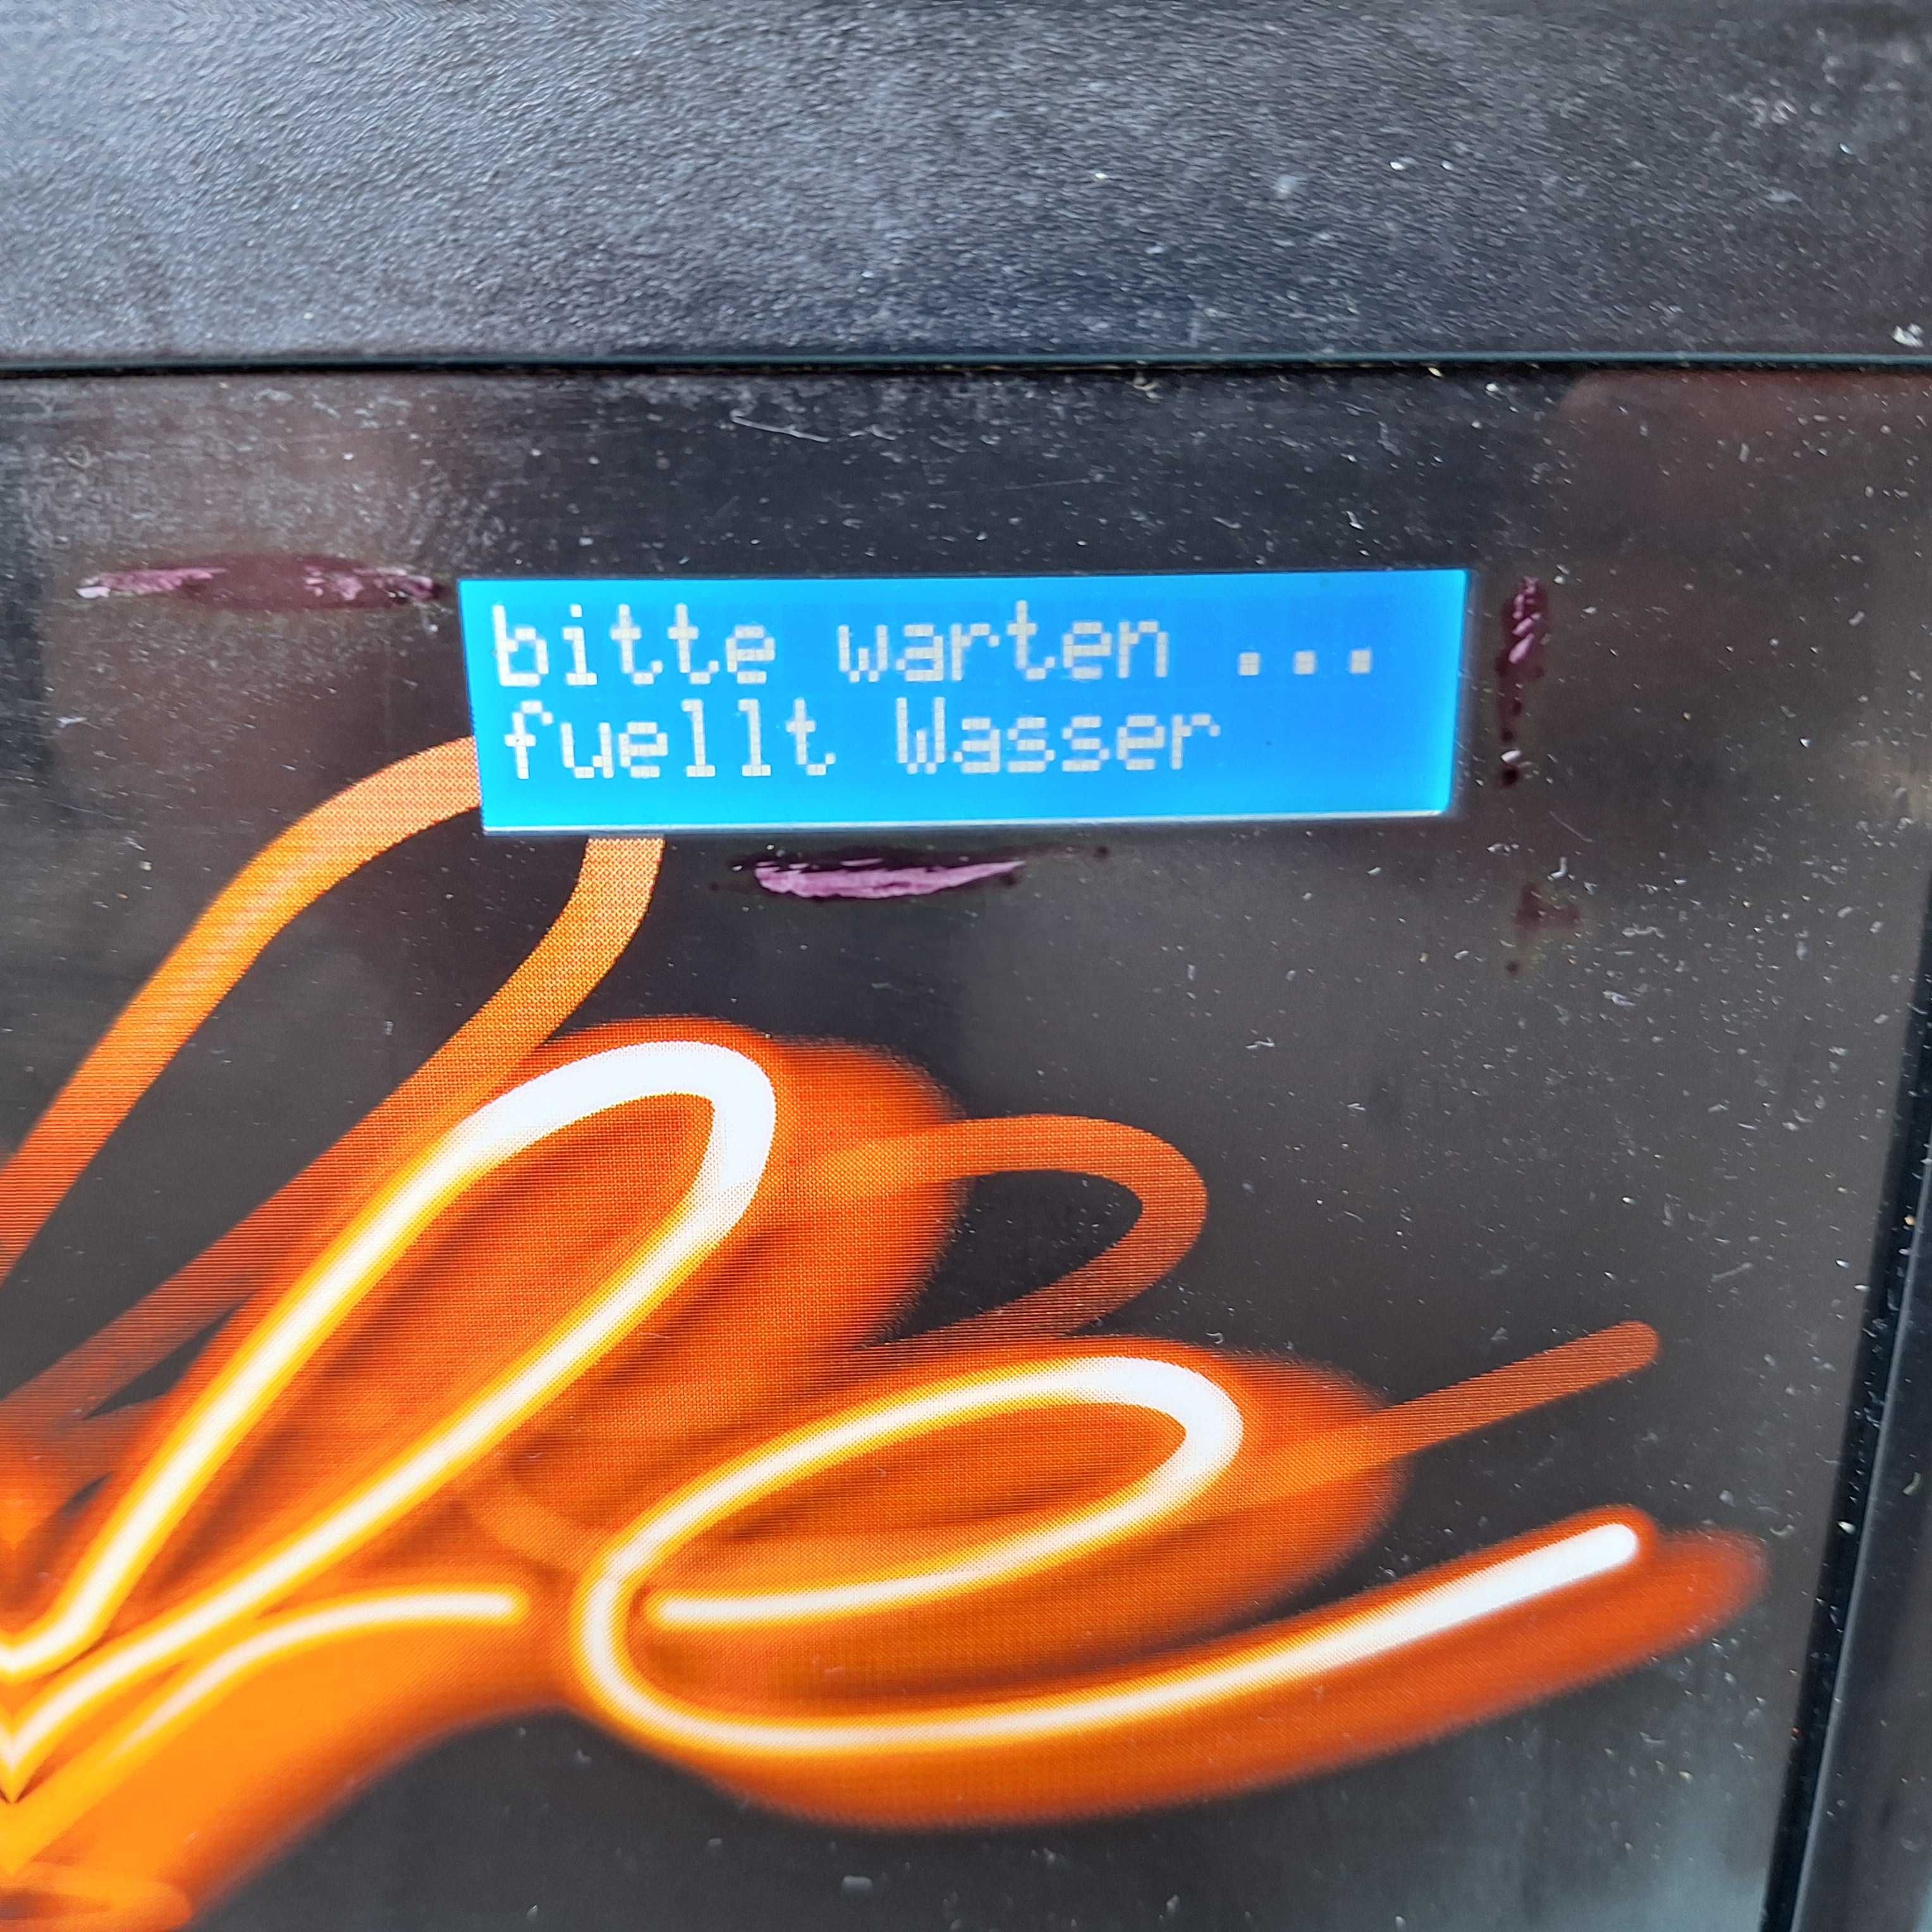 bitte warten ...
fuellt Wasser